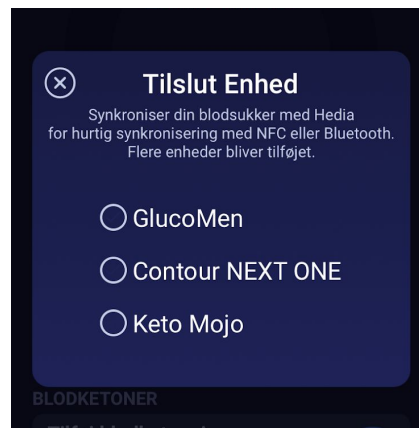 Tilslut Enhed
Synkroniser din blodsukker med Hedia
for hurtig synkronisering med NFC eller Bluetooth.
Flere enheder bliver tilføjet.
GlucoMen
Contour NEXT ONE
Keto Mojo
BLODKETONER